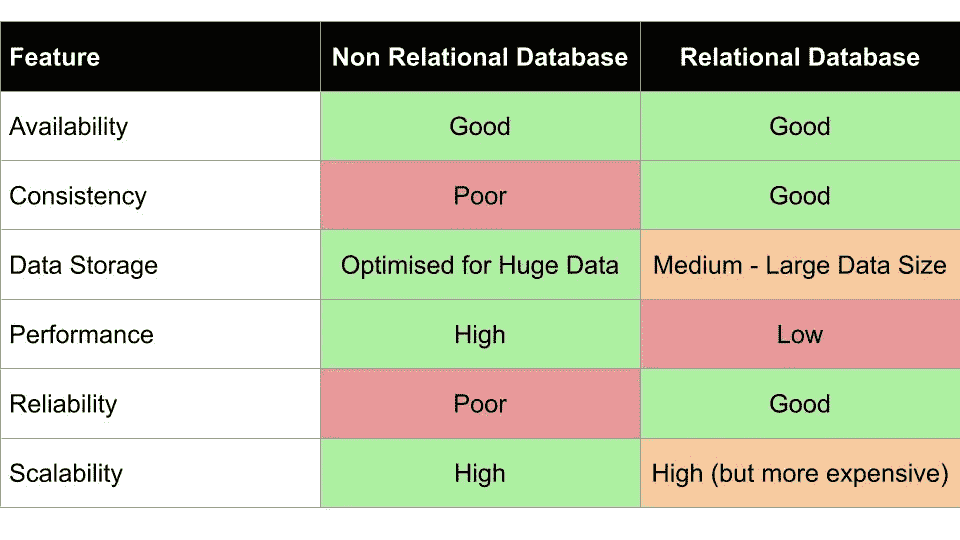 Feature Non Relational Database Relational Database
Availability Good Good
Consistency Poor Good
Data Storage Optimised for Huge Data Medium - Large Data Size
Performance High Low
Reliability Poor Good
Scalability High High (but more expensive)